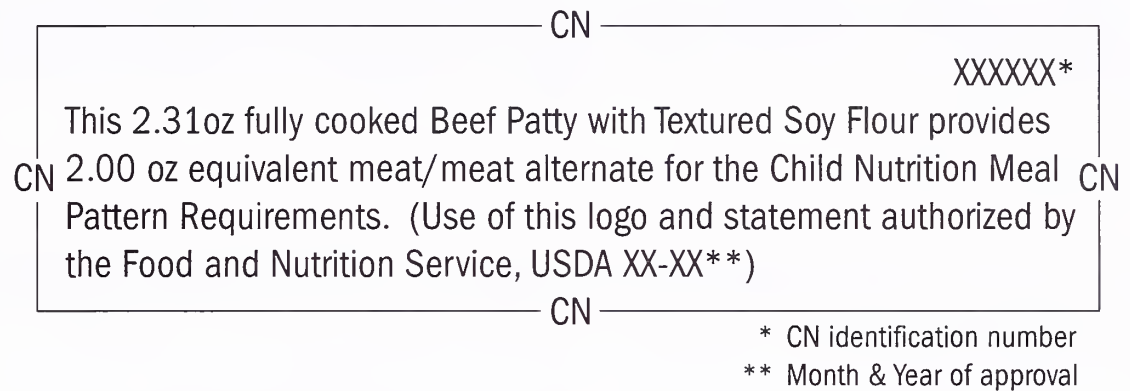 CN
XXXXXX*
This 2.31oz fully cooked Beef Patty with Textured Soy Flour provides
CN 2.00 oz equivalent meat/meat alternate for the Child Nutrition Meal CN
Pattern Requirements. (Use of this logo and statement authorized by
the Food and Nutrition Service, USDA XX-XX**)
CN
* CN identification number
** Month & Year of approval